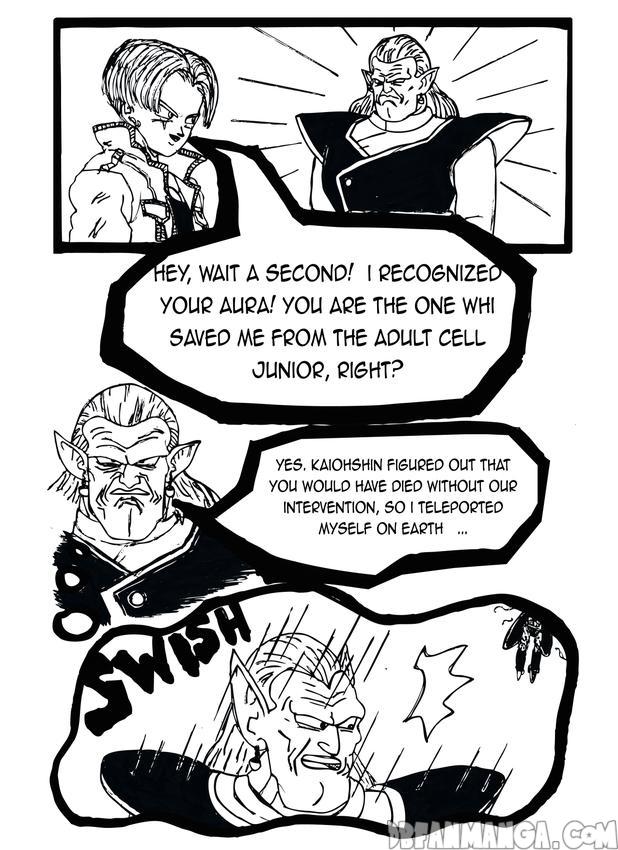 HEY, WAIT A SECOND! I RECOGNIZED
YOUR AURA! YOU ARE THE ONE WHI
SAVED ME FROM THE ADULT CELL
JUNIOR, RIGHT?
YES. KAIOHSHIN FIGURED OUT THAT
YOU WOULD HAVE DIED WITHOUT OUR
INTERVENTION, SO I TELEPORTED
MYSELF ON EARTH ...
SWISH
DBFANMANGA.COM